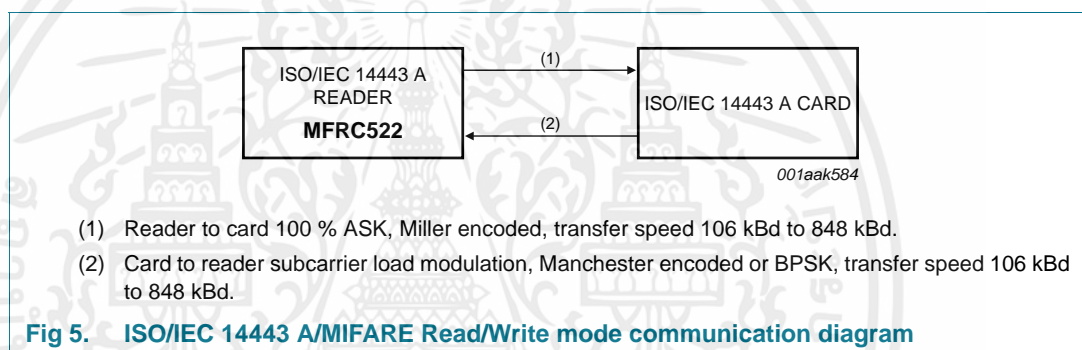 ISO/IEC 14443 A
READER
MFRC522
(1)
(2)
ISO/IEC 14443 A CARD
001aak584
(1) Reader to card 100 % ASK, Miller encoded, transfer speed 106 kBd to 848 kBd.
(2) Card to reader subcarrier load modulation, Manchester encoded or BPSK, transfer speed 106 kBd
to 848 kBd.
Fig 5. ISO/IEC 14443 A/MIFARE Read/Write mode communication diagram